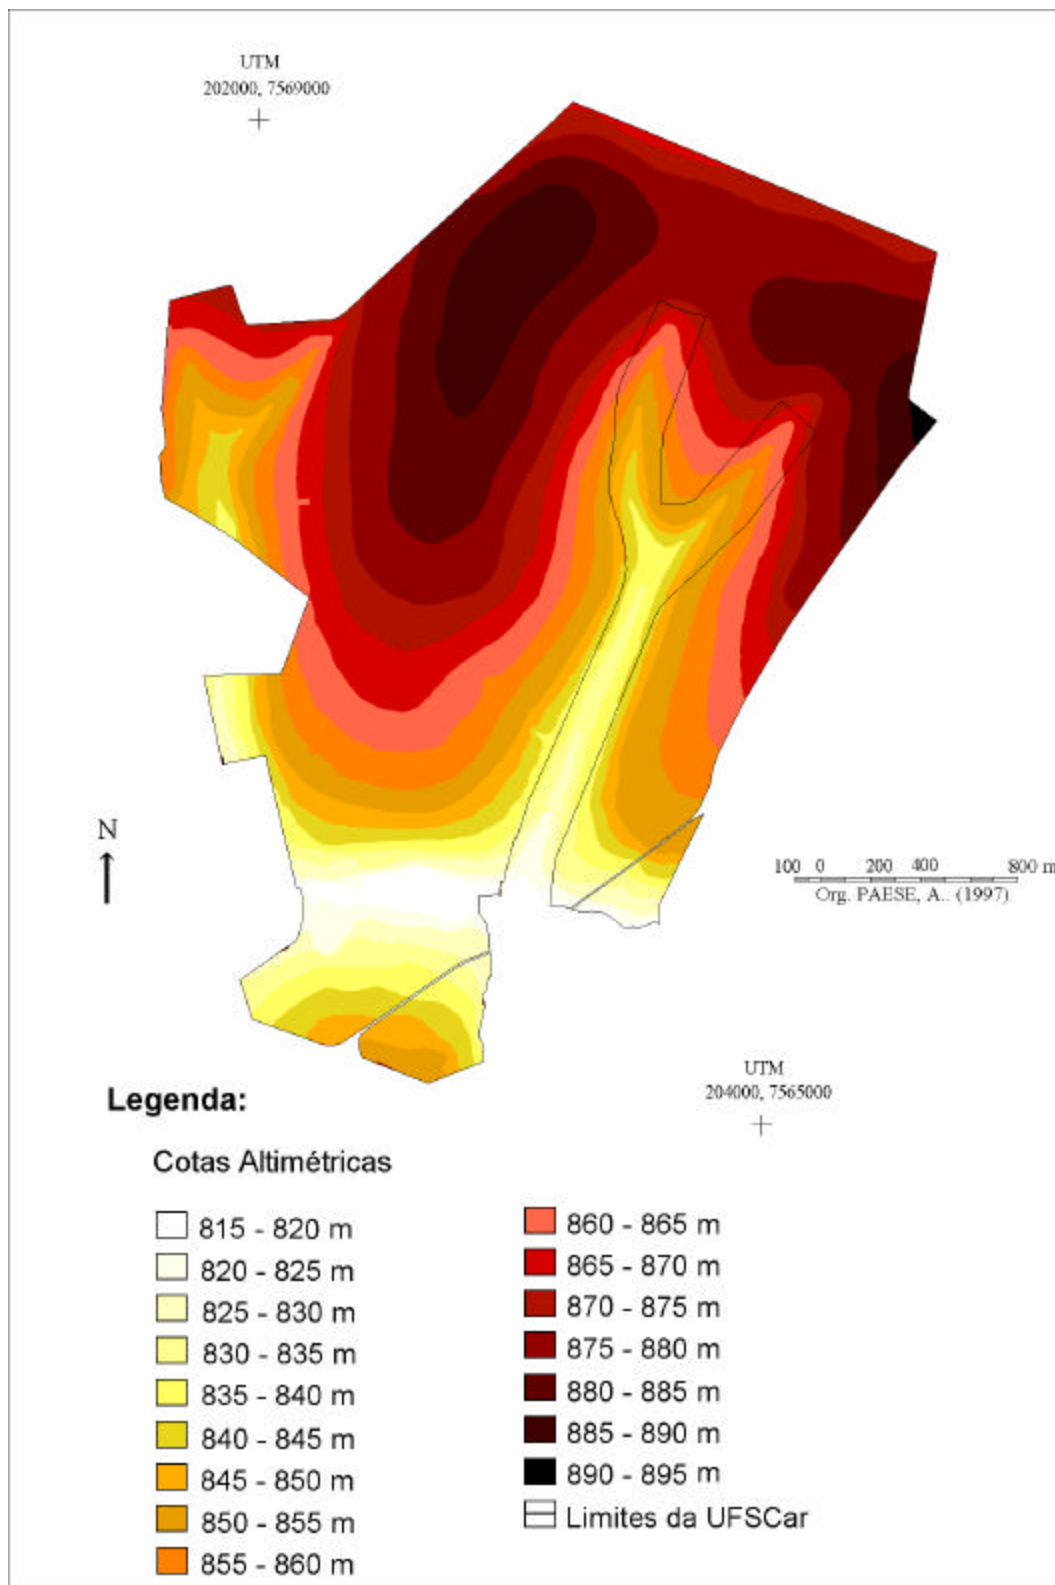 UTM
202000, 7569000
N
100 0 200 400 800 m
Org. PAESE, A.. (1997)
UTM
204000, 7565000
Legenda:
Cotas Altimétricas
815 - 820 m
820 - 825 m
825 - 830 m
830 - 835 m
835 - 840 m
840 - 845 m
845 - 850 m
850 - 855 m
855 - 860 m
860 - 865 m
865 - 870 m
870 - 875 m
875 - 880 m
880 - 885 m
885 - 890 m
890 - 895 m
Limites da UFSCar